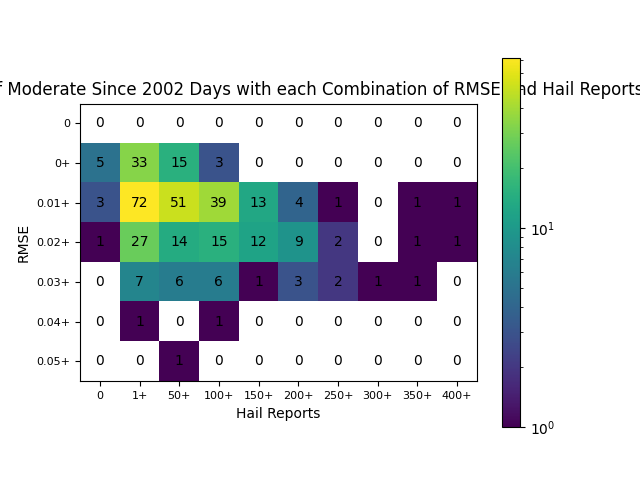 Moderate Since 2002 Days with each Combination of RMSE nd Hail Reports
0 0 0 0 0 0 0 0 0 0 0
0+ 5 33 15 3 0 0 0 0 0 0
0.01+ 3 72 51 39 13 4 1 0 1 1
0.02+ 1 27 14 15 12 9 2 0 1 1
0.03+ 0 7 6 6 1 3 2 1 1 0
0.04+ 0 1 0 1 0 0 0 0 0 0
0.05+ 0 0 1 0 0 0 0 0 0 0
0 1+ 50+ 100+ 150+ 200+ 250+ 300+ 350+ 400+
Hail Reports
RMSE
10¹
10⁰